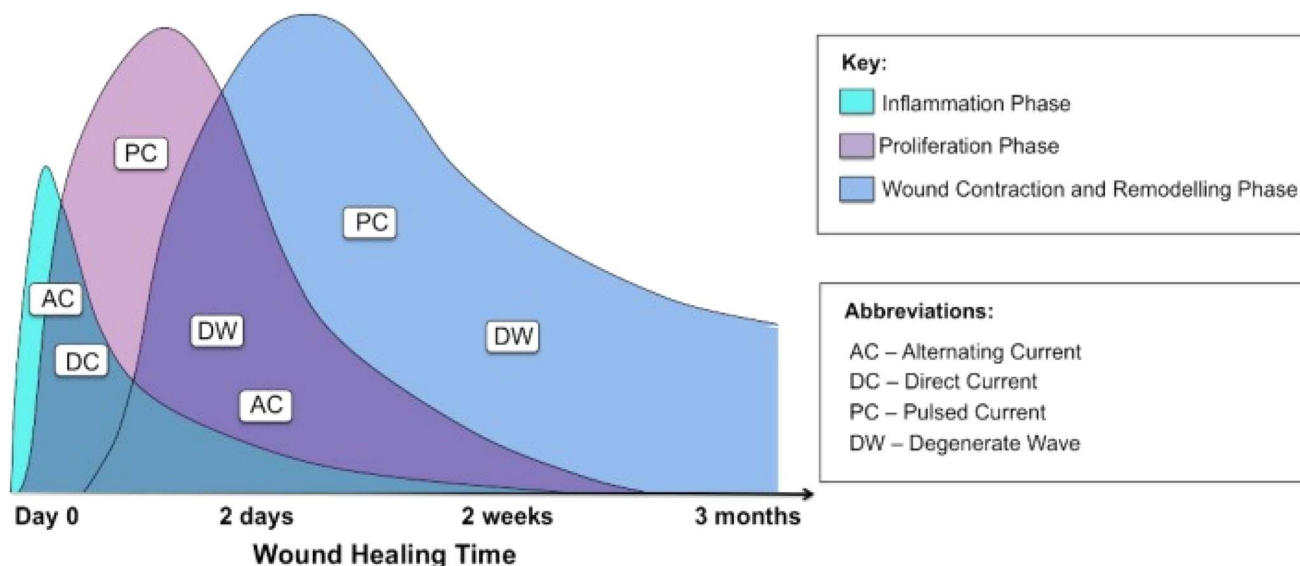 PC
PC
AC
DW
DW
DC
AC
Day 0 2 days 2 weeks 3 months
Wound Healing Time
Key:
Inflammation Phase
Proliferation Phase
Wound Contraction and Remodelling Phase
Abbreviations:
AC – Alternating Current
DC – Direct Current
PC – Pulsed Current
DW – Degenerate Wave